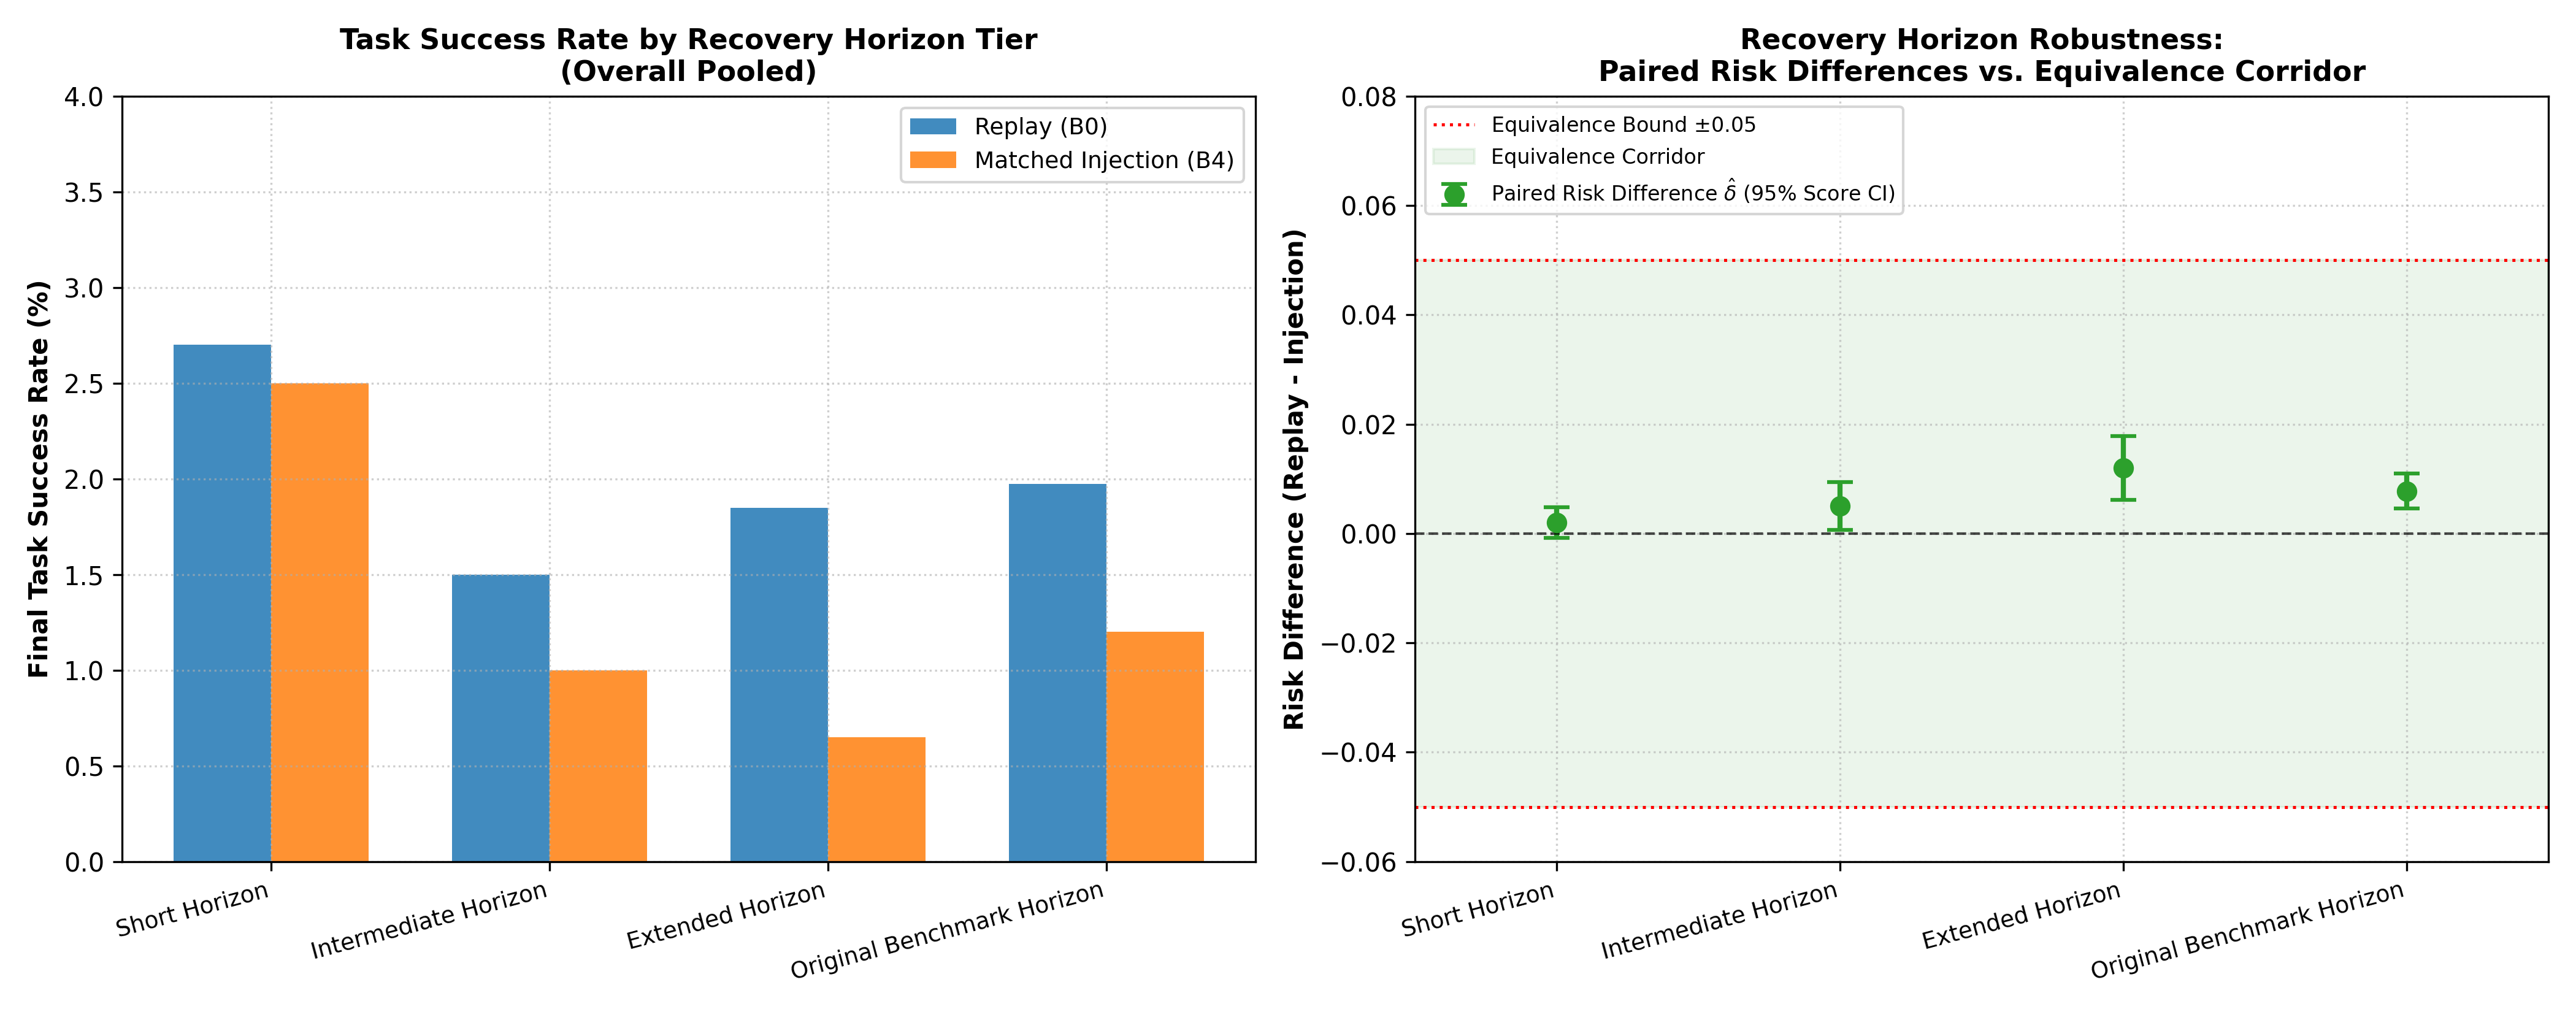 Task Success Rate by Recovery Horizon Tier
(Overall Pooled)
Final Task Success Rate (%)
4.0
3.5
3.0
2.5
2.0
1.5
1.0
0.5
0.0
Replay (B0)
Matched Injection (B4)
Short Horizon
Intermediate Horizon
Extended Horizon
Original Benchmark Horizon
Recovery Horizon Robustness:
Paired Risk Differences vs. Equivalence Corridor
Risk Difference (Replay - Injection)
0.08
0.06
0.04
0.02
0.00
−0.02
−0.04
−0.06
Equivalence Bound ±0.05
Equivalence Corridor
Paired Risk Difference δ̂ (95% Score CI)
Short Horizon
Intermediate Horizon
Extended Horizon
Original Benchmark Horizon